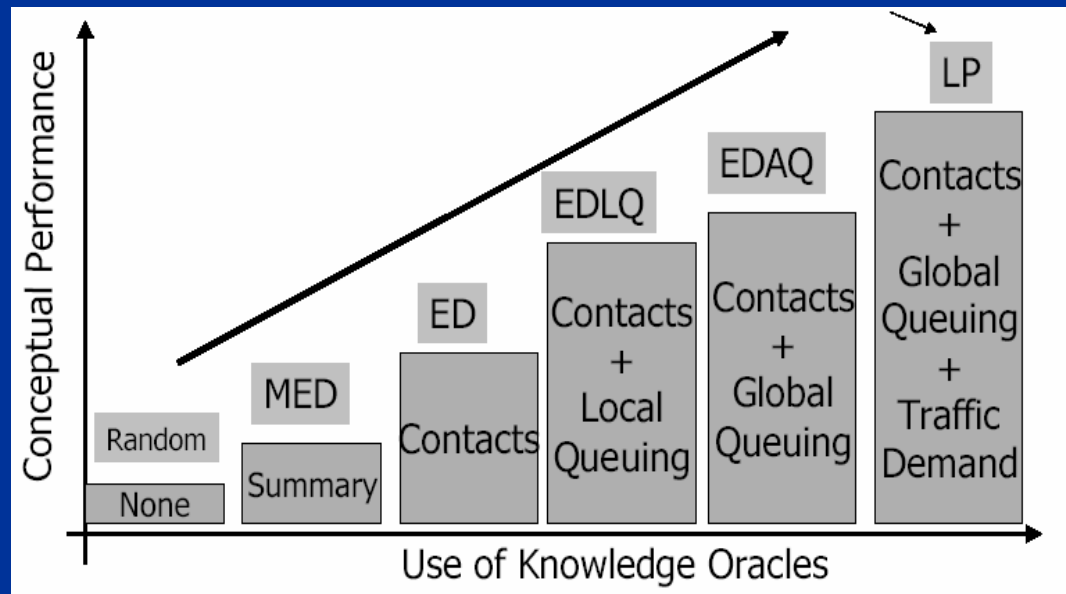 Conceptual Performance
Random
None
MED
Summary
ED
Contacts
EDLQ
Contacts
+
Local
Queuing
EDAQ
Contacts
+
Global
Queuing
LP
Contacts
+
Global
Queuing
+
Traffic
Demand
Use of Knowledge Oracles